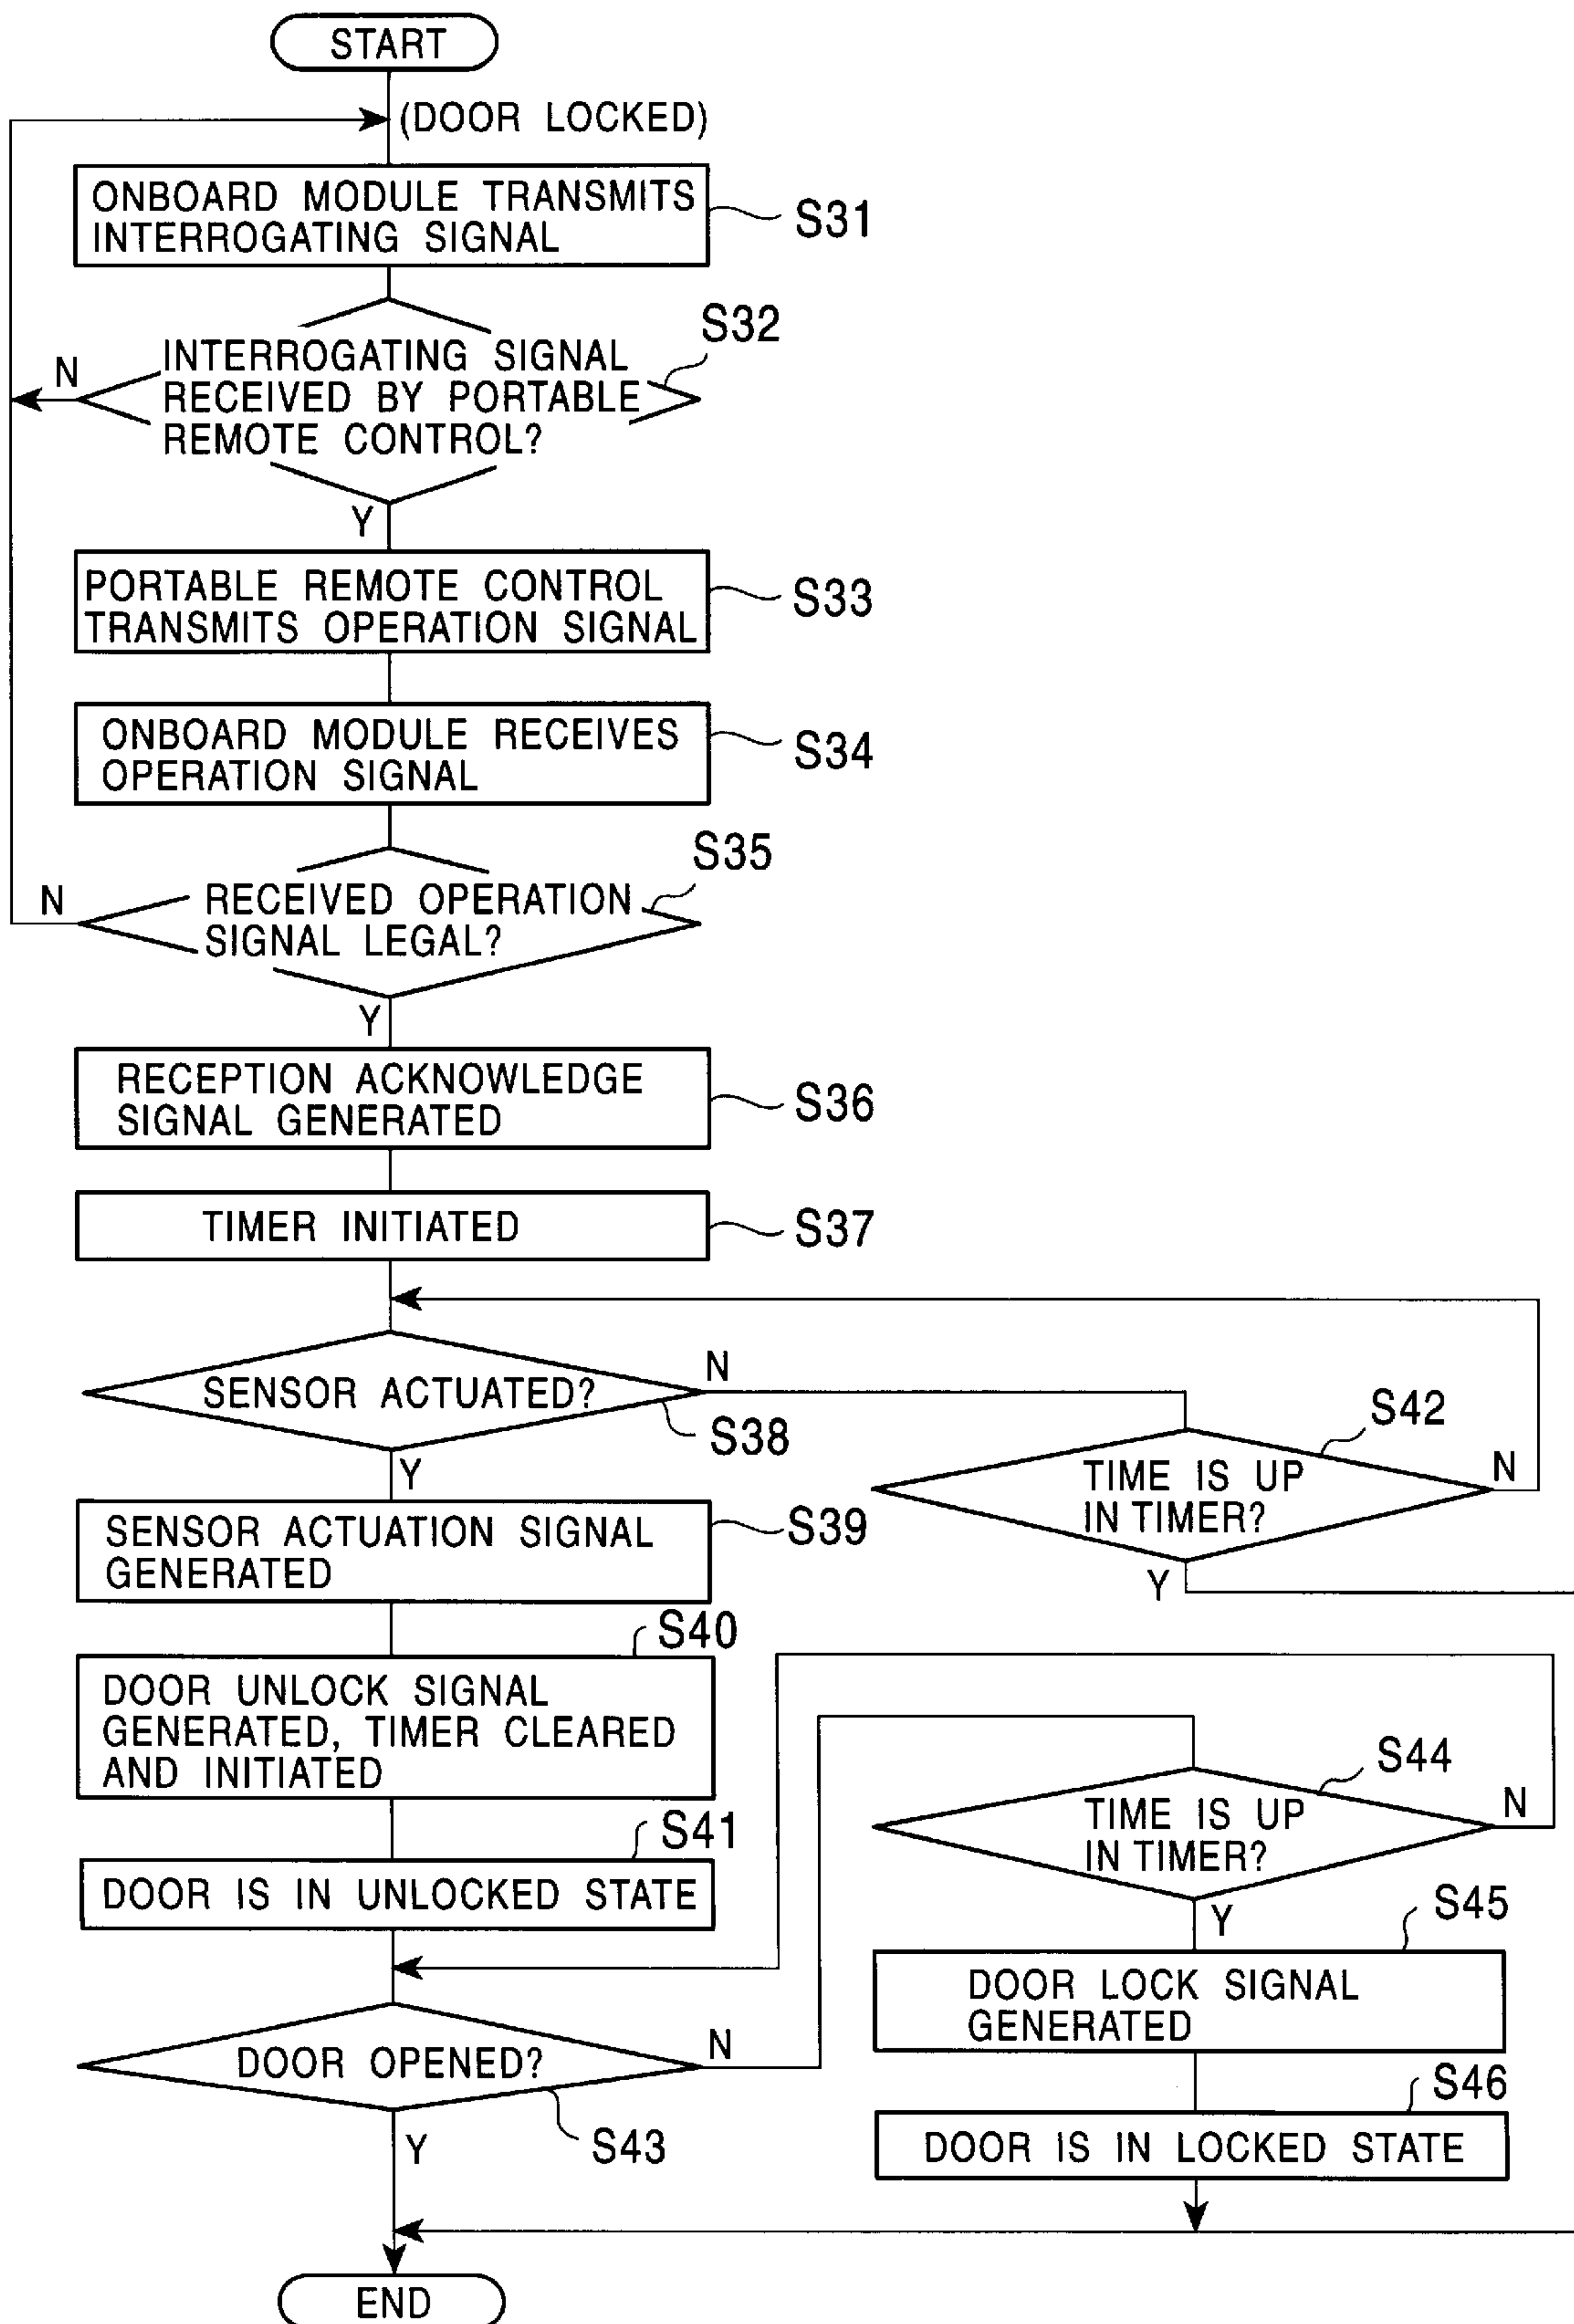 START
(DOOR LOCKED)
ONBOARD MODULE TRANSMITS
INTERROGATING SIGNAL
S31
S32
INTERROGATING SIGNAL
RECEIVED BY PORTABLE
REMOTE CONTROL?
N
Y
PORTABLE REMOTE CONTROL
TRANSMITS OPERATION SIGNAL
S33
ONBOARD MODULE RECEIVES
OPERATION SIGNAL
S34
S35
RECEIVED OPERATION
SIGNAL LEGAL?
N
Y
RECEPTION ACKNOWLEDGE
SIGNAL GENERATED
S36
TIMER INITIATED
S37
SENSOR ACTUATED?
N
S38
Y
S42
TIME IS UP
IN TIMER?
N
Y
SENSOR ACTUATION SIGNAL
GENERATED
S39
S40
DOOR UNLOCK SIGNAL
GENERATED, TIMER CLEARED
AND INITIATED
S41
DOOR IS IN UNLOCKED STATE
S44
TIME IS UP
IN TIMER?
N
Y
S45
DOOR LOCK SIGNAL
GENERATED
S46
DOOR IS IN LOCKED STATE
DOOR OPENED?
N
S43
Y
END